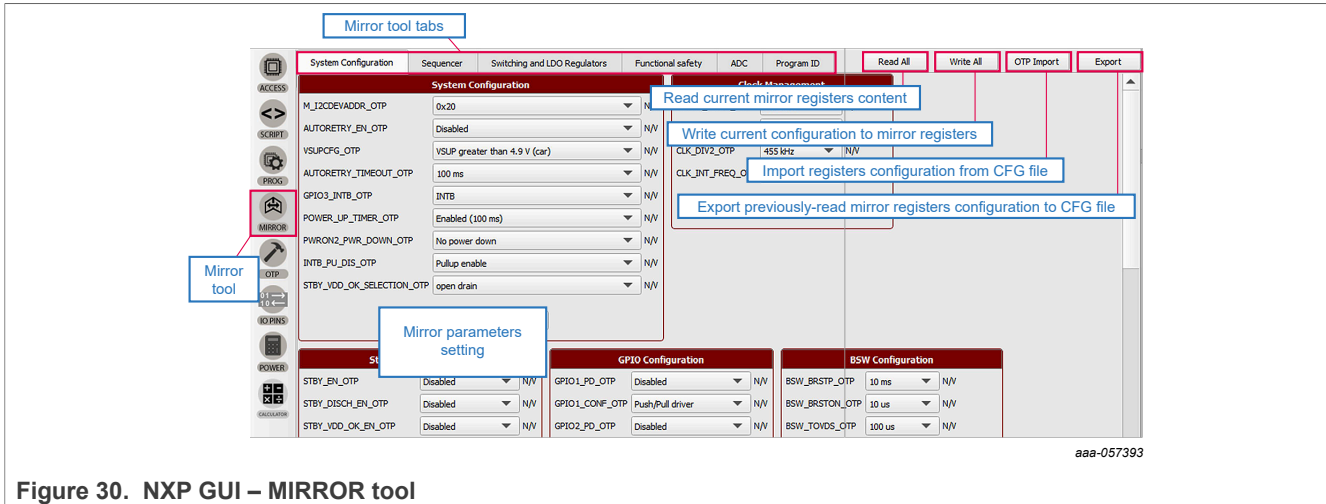 Mirror tool tabs
System Configuration Sequencer Switching and LDO Regulators Functional safety ADC Program ID Read All Write All OTP Import Export
ACCESS
SCRIPT
PROG
MIRROR
OTP
IO PINS
POWER
CALCULATOR
Mirror
tool
System Configuration
M_I2CDEVADDR_OTP 0x20
AUTORETRY_EN_OTP Disabled N/V
VSUPCFG_OTP VSUP greater than 4.9 V (car) N/V
AUTORETRY_TIMEOUT_OTP 100 ms N/V
GPIO3_INTB_OTP INTB N/V
POWER_UP_TIMER_OTP Enabled (100 ms) N/V
PWRON2_PWR_DOWN_OTP No power down N/V
INTB_PU_DIS_OTP Pullup enable N/V
STBY_VDD_OK_SELECTION_OTP open drain N/V
Clock Management
Read current mirror registers content
Write current configuration to mirror registers
CLK_DIV2_OTP 455 kHz N/V
Import registers configuration from CFG file
Export previously-read mirror registers configuration to CFG file
Mirror parameters
setting
STBY_EN_OTP Disabled N/V
STBY_DISCH_EN_OTP Disabled N/V
STBY_VDD_OK_EN_OTP Disabled N/V
GPIO Configuration
GPIO1_PD_OTP Disabled N/V
GPIO1_CONF_OTP Push/Pull driver N/V
GPIO2_PD_OTP Disabled N/V
BSW Configuration
BSW_BRSTP_OTP 10 ms N/V
BSW_BRSTON_OTP 10 us N/V
BSW_TOVDS_OTP 100 us N/V
aaa-057393
Figure 30. NXP GUI – MIRROR tool